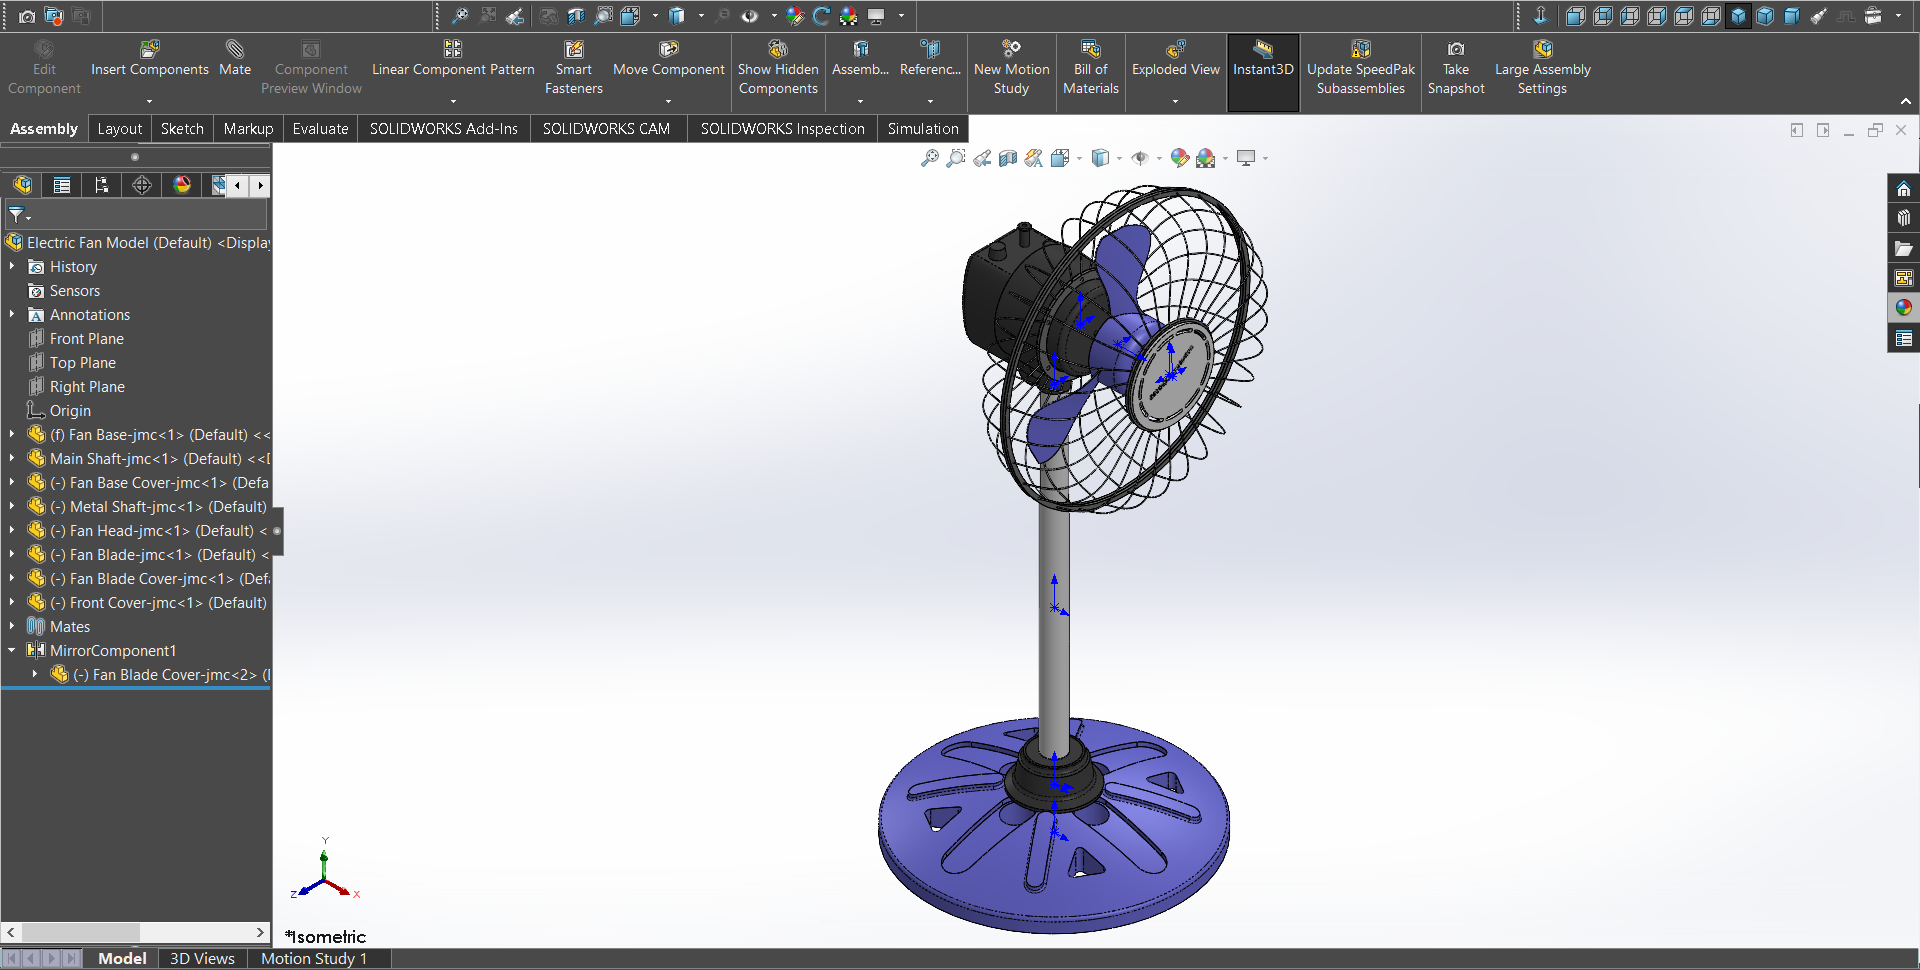 Edit
Component
Insert Components
Mate
Component
Preview Window
Linear Component Pattern
Smart
Fasteners
Move Component
Show Hidden
Components
Assemb...
Referenc...
New Motion
Study
Bill of
Materials
Exploded View
Instant3D
Update SpeedPak
Subassemblies
Take
Snapshot
Large Assembly
Settings
Assembly
Layout
Sketch
Markup
Evaluate
SOLIDWORKS Add-Ins
SOLIDWORKS CAM
SOLIDWORKS Inspection
Simulation
Electric Fan Model (Default) <Displa
History
Sensors
Annotations
Front Plane
Top Plane
Right Plane
Origin
(f) Fan Base-jmc<1> (Default) <<
Main Shaft-jmc<1> (Default) <<
(-) Fan Base Cover-jmc<1> (Defa
(-) Metal Shaft-jmc<1> (Default)
(-) Fan Head-jmc<1> (Default) <
(-) Fan Blade-jmc<1> (Default) <
(-) Fan Blade Cover-jmc<1> (Def
(-) Front Cover-jmc<1> (Default)
Mates
MirrorComponent1
(-) Fan Blade Cover-jmc<2> (
Y
Z
X
*Isometric
Model
3D Views
Motion Study 1